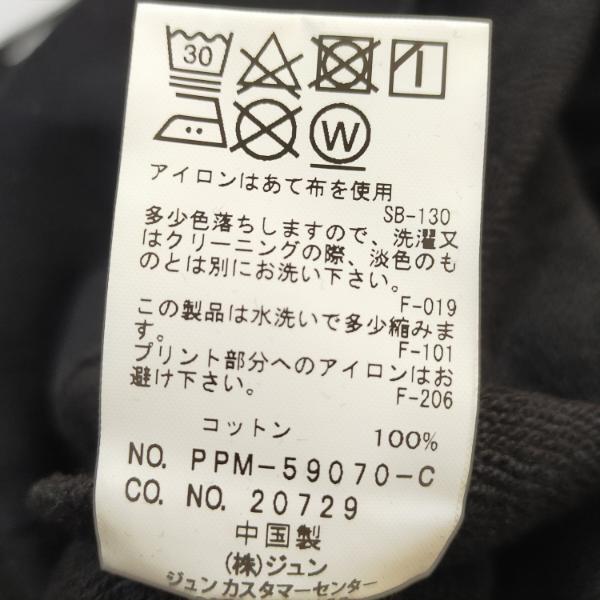 30
W
アイロンはあて布を使用
SB-130
多少色落ちしますので、洗濯又
はクリーニングの際、淡色のも
のとは別にお洗い下さい。
F-019
この製品は水洗いで多少縮みま
す。
F-101
プリント部分へのアイロンはお
避け下さい。
F-206
コットン 100%
NO. PPM-59070-C
CO. NO. 20729
中国製
(株)ジュン
ジュン カスタマーセンター